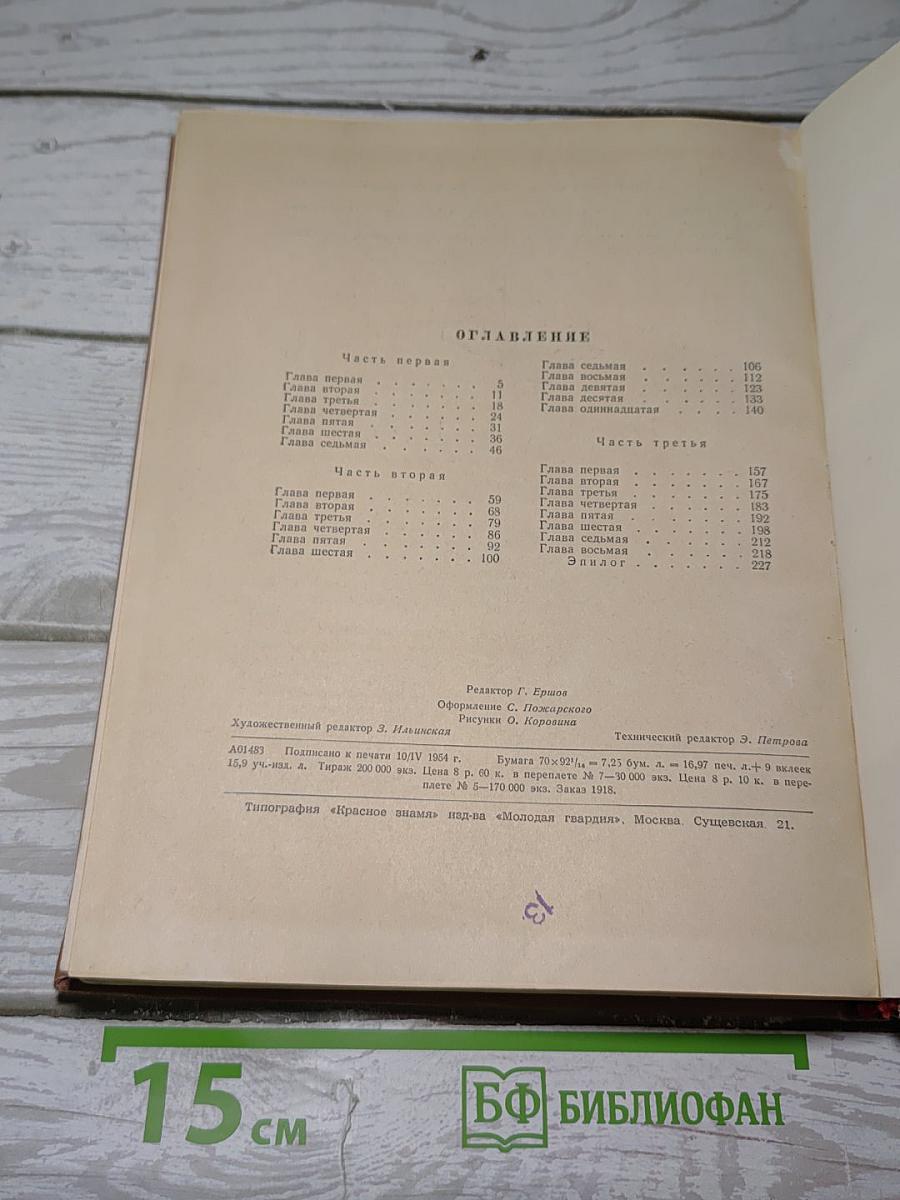 ОГЛАВЛЕНИЕ
Часть первая
Глава первая . . . . . . . 5
Глава вторая . . . . . . . 11
Глава третья . . . . . . . 18
Глава четвертая . . . . . . 24
Глава пятая . . . . . . . 31
Глава шестая . . . . . . . 36
Глава седьмая . . . . . . 46
Часть вторая
Глава первая . . . . . . . 59
Глава вторая . . . . . . . 68
Глава третья . . . . . . . 79
Глава четвертая . . . . . . 86
Глава пятая . . . . . . . 92
Глава шестая . . . . . . . 100
Глава седьмая . . . . . . 106
Глава восьмая . . . . . . 112
Глава девятая . . . . . . 123
Глава десятая . . . . . . 133
Глава одиннадцатая . . . . 140
Часть третья
Глава первая . . . . . . . 157
Глава вторая . . . . . . . 167
Глава третья . . . . . . . 175
Глава четвертая . . . . . . 183
Глава пятая . . . . . . . 192
Глава шестая . . . . . . . 198
Глава седьмая . . . . . . 212
Глава восьмая . . . . . . 218
Эпилог . . . . . . . 227
Редактор Г. Ершов
Оформление С. Пожарского
Рисунки О. Коровина
Художественный редактор З. Ильинская
Технический редактор Э. Петрова
А01483 Подписано к печати 10/IV 1954 г. Бумага 70×92¹/₁₆ = 7,25 бум. л. = 16,97 печ. л.+ 9 вклеек
15,9 уч.-изд. л. Тираж 200 000 экз. Цена 8 р. 60 к. в переплете № 7—30 000 экз. Цена 8 р. 10 к. в пере-
плете № 5—170 000 экз. Заказ 1918.
Типография «Красное знамя» изд-ва «Молодая гвардия», Москва. Сущевская, 21.
13
15 см
БФ БИБЛИОФАН